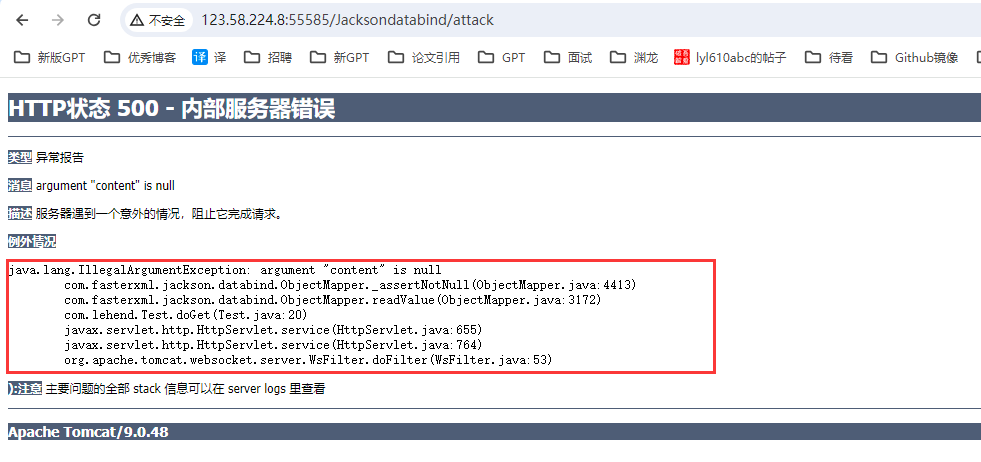 不安全 123.58.224.8:55585/Jacksondatabind/attack
新版GPT 优秀博客 译 译 招聘 新GPT 论文引用 GPT 面试 渊龙 吾爱破解 lyl610abc的帖子 待看 Github镜像
HTTP状态 500 - 内部服务器错误
类型 异常报告
消息 argument "content" is null
描述 服务器遇到一个意外的情况，阻止它完成请求。
例外情况
java.lang.IllegalArgumentException: argument "content" is null
com.fasterxml.jackson.databind.ObjectMapper._assertNotNull(ObjectMapper.java:4413)
com.fasterxml.jackson.databind.ObjectMapper.readValue(ObjectMapper.java:3172)
com.lehend.Test.doGet(Test.java:20)
javax.servlet.http.HttpServlet.service(HttpServlet.java:655)
javax.servlet.http.HttpServlet.service(HttpServlet.java:764)
org.apache.tomcat.websocket.server.WsFilter.doFilter(WsFilter.java:53)
):注意 主要问题的全部 stack 信息可以在 server logs 里查看
Apache Tomcat/9.0.48